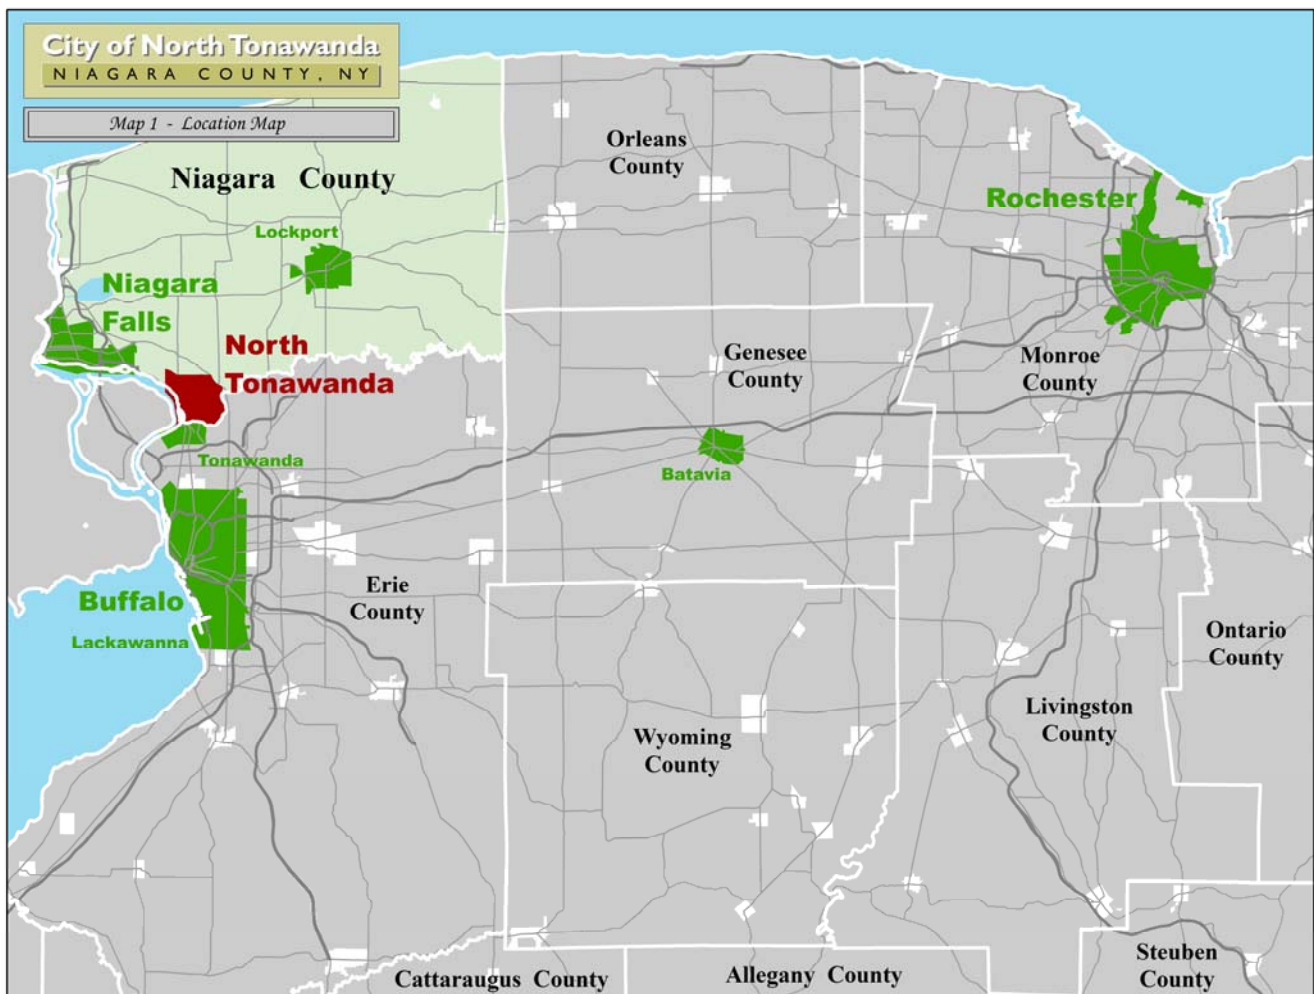 City of North Tonawanda
NIAGARA COUNTY, NY
Map 1 - Location Map
Orleans
County
Niagara County
Rochester
Lockport
Niagara
Falls
North
Tonawanda
Genesee
County
Monroe
County
Tonawanda
Batavia
Erie
County
Buffalo
Lackawanna
Ontario
County
Livingston
County
Wyoming
County
Cattaraugus County
Allegany County
Steuben
County